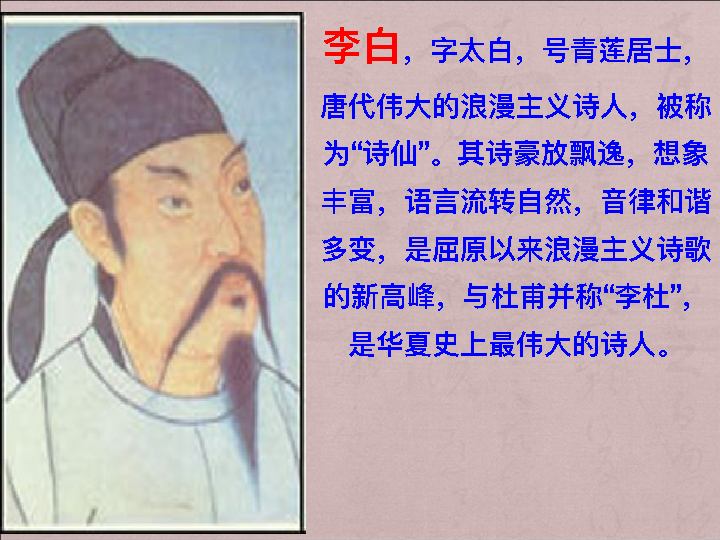 李白，字太白，号青莲居士，
唐代伟大的浪漫主义诗人，被称
为“诗仙”。其诗豪放飘逸，想象
丰富，语言流转自然，音律和谐
多变，是屈原以来浪漫主义诗歌
的新高峰，与杜甫并称“李杜”，
是华夏史上最伟大的诗人。